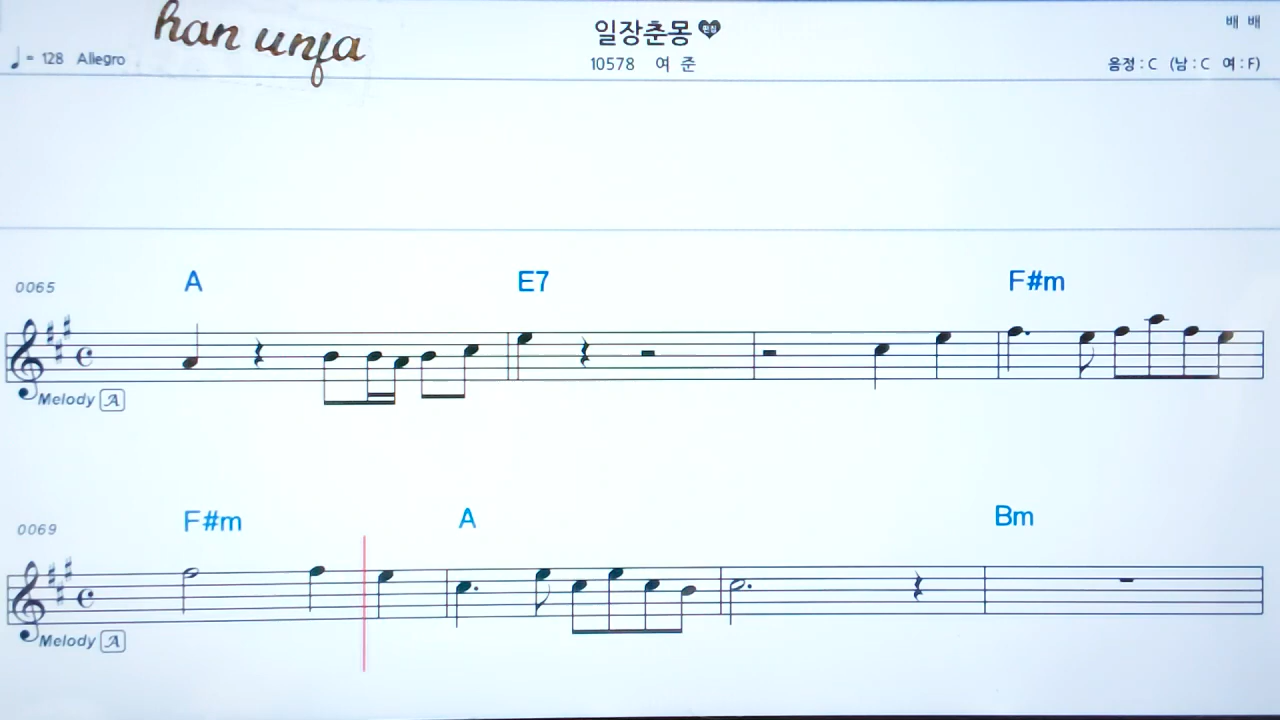 han unfa
일장춘몽
배 배
♩= 128 Allegro
10578 여 준
음정 : C (남 : C 여 : F)
0065
A E7 F#m
Melody A
0069
F#m A Bm
Melody A